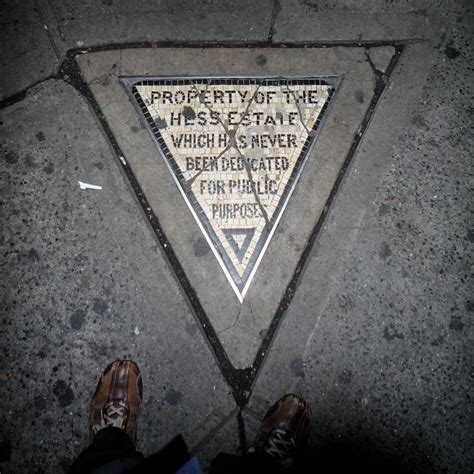 PROPERTY OF THE
HESS ESTATE
WHICH HAS NEVER
BEEN DEDICATED
FOR PUBLIC
PURPOSES